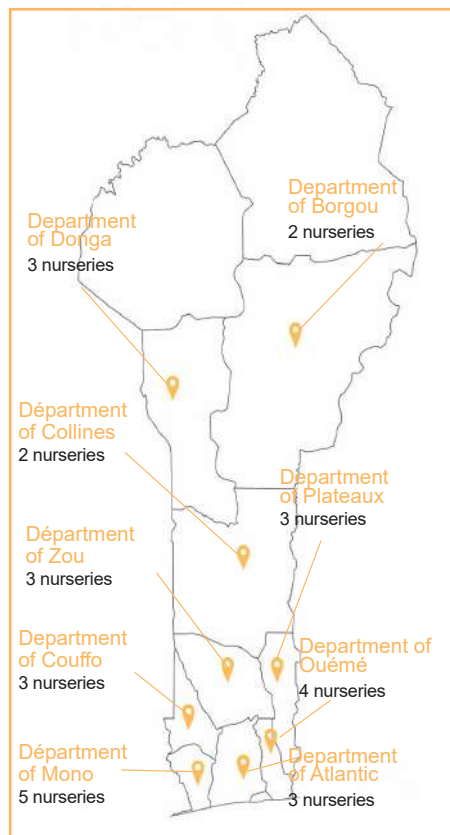 Department
of Borgou
2 nurseries
Department
of Donga
3 nurseries
Départment
of Collines
2 nurseries
Department
of Plateaux
3 nurseries
Départment
of Zou
3 nurseries
Department
of Couffo
3 nurseries
Department of
Ouémé
4 nurseries
Départment
of Mono
5 nurseries
Department
of Atlantic
3 nurseries